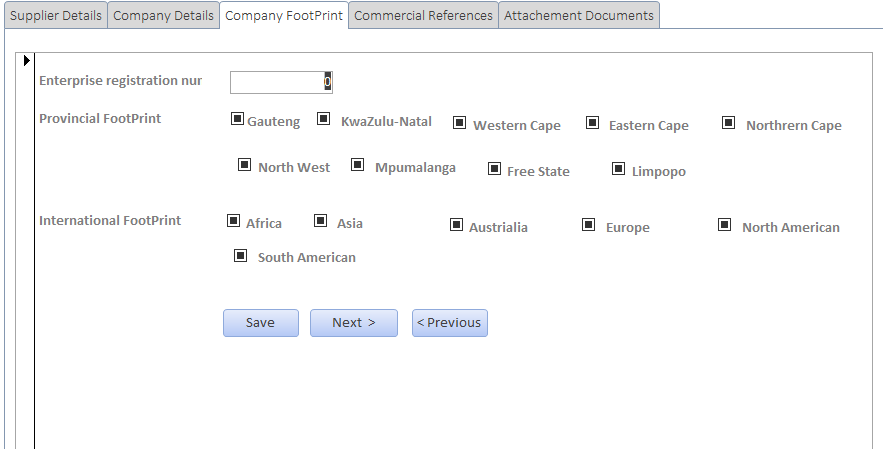 Supplier Details Company Details Company FootPrint Commercial References Attachement Documents
Enterprise registration nur 0
Provincial FootPrint Gauteng KwaZulu-Natal Western Cape Eastern Cape Northrern Cape
North West Mpumalanga Free State Limpopo
International FootPrint Africa Asia Austrialia Europe North American
South American
Save Next > < Previous